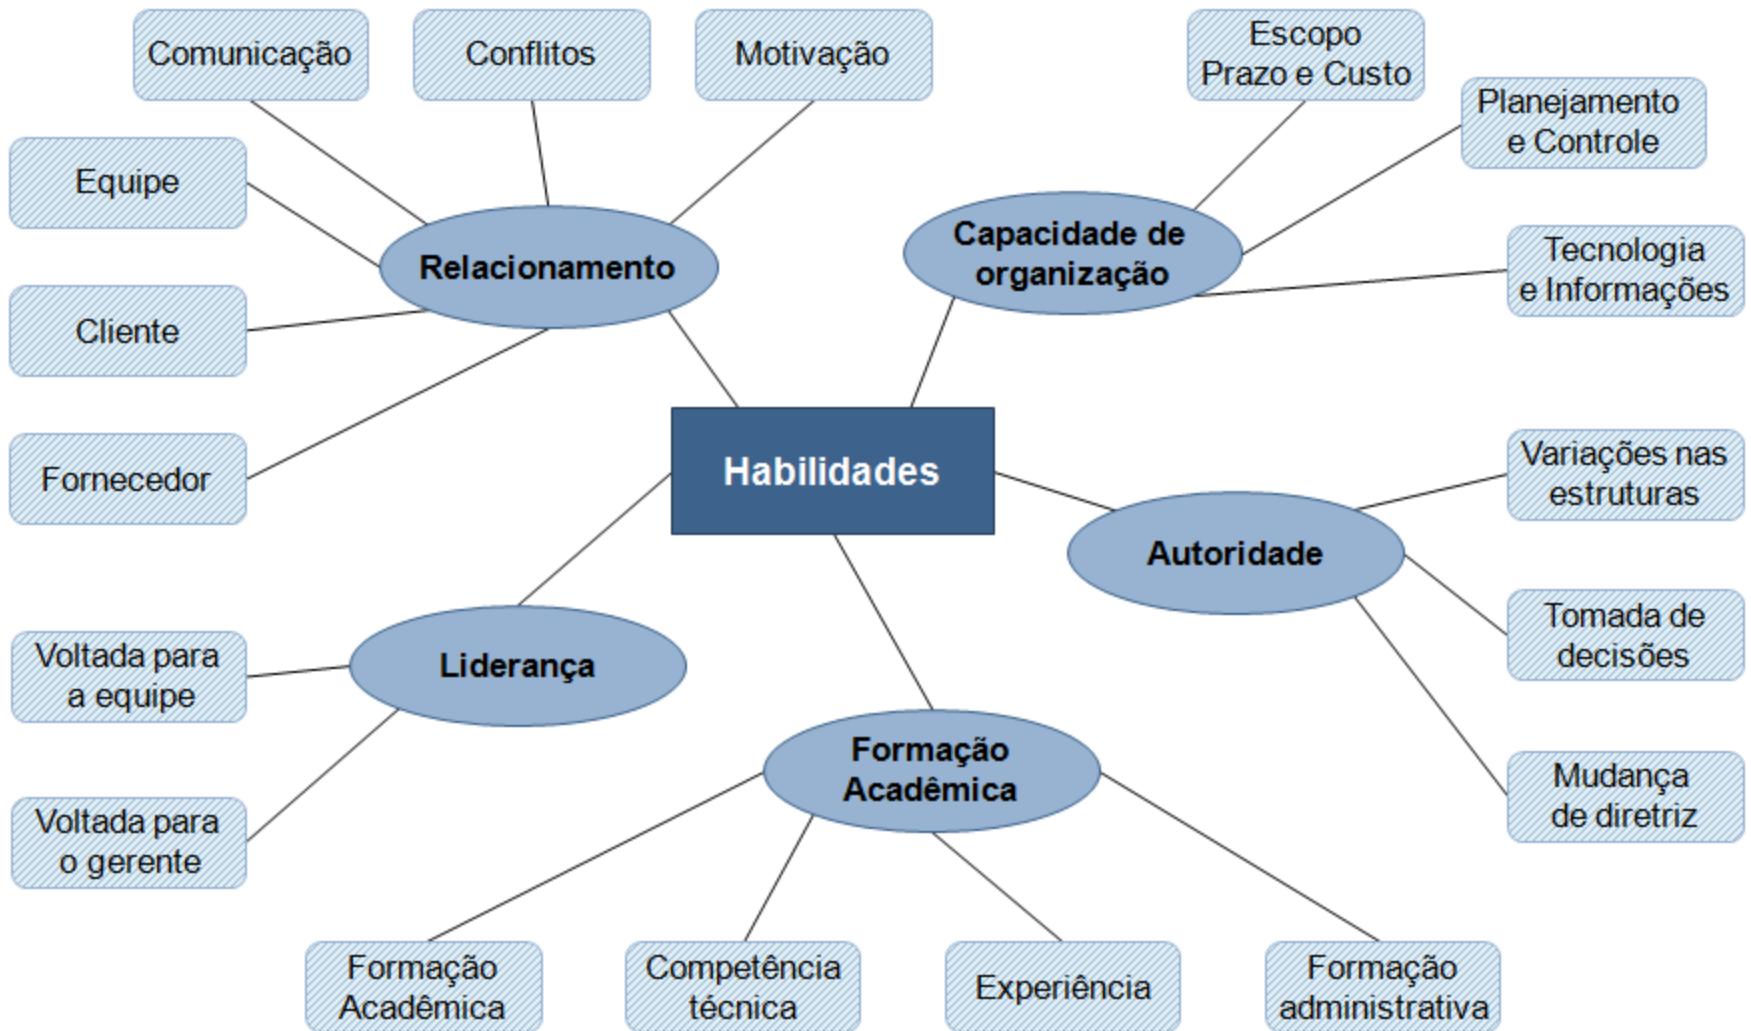 Comunicação
Conflitos
Motivação
Escopo
Prazo e Custo
Planejamento
e Controle
Equipe
Relacionamento
Capacidade de
organização
Tecnologia
e Informações
Cliente
Fornecedor
Habilidades
Variações nas
estruturas
Autoridade
Tomada de
decisões
Voltada para
a equipe
Liderança
Formação
Acadêmica
Mudança
de diretriz
Voltada para
o gerente
Formação
Acadêmica
Competência
técnica
Experiência
Formação
administrativa